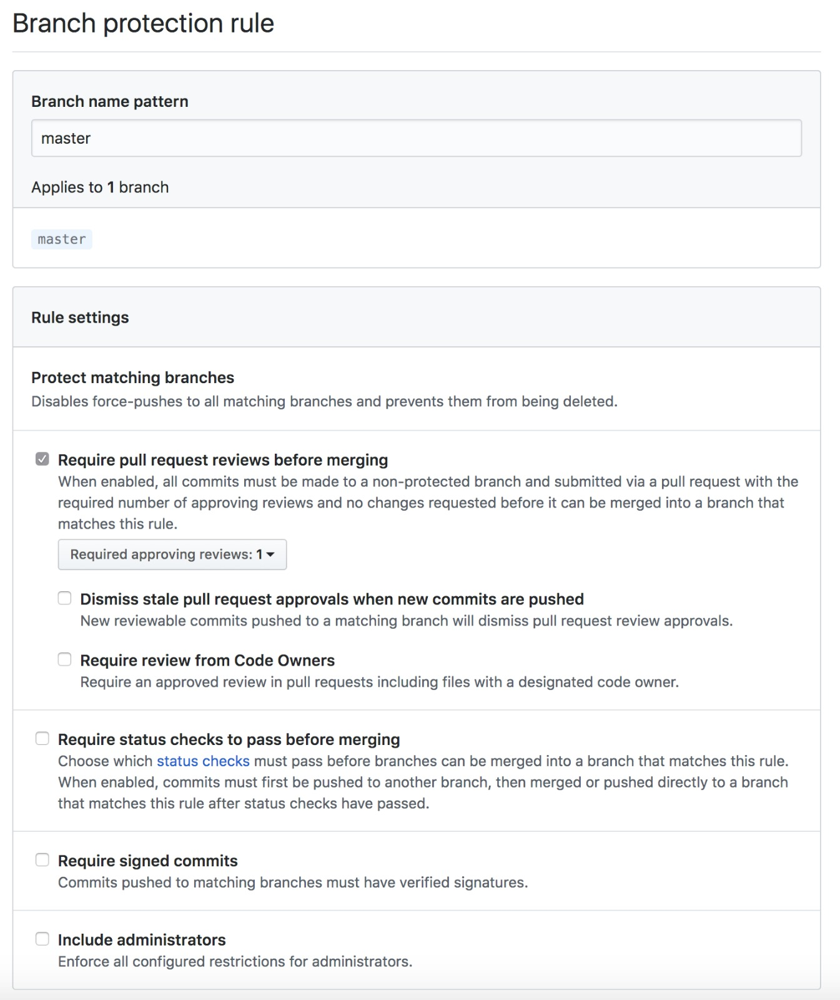 Branch protection rule
Branch name pattern
master
Applies to 1 branch
master
Rule settings
Protect matching branches
Disables force-pushes to all matching branches and prevents them from being deleted.
Require pull request reviews before merging
When enabled, all commits must be made to a non-protected branch and submitted via a pull request with the
required number of approving reviews and no changes requested before it can be merged into a branch that
matches this rule.
Required approving reviews: 1
Dismiss stale pull request approvals when new commits are pushed
New reviewable commits pushed to a matching branch will dismiss pull request review approvals.
Require review from Code Owners
Require an approved review in pull requests including files with a designated code owner.
Require status checks to pass before merging
Choose which status checks must pass before branches can be merged into a branch that matches this rule.
When enabled, commits must first be pushed to another branch, then merged or pushed directly to a branch
that matches this rule after status checks have passed.
Require signed commits
Commits pushed to matching branches must have verified signatures.
Include administrators
Enforce all configured restrictions for administrators.